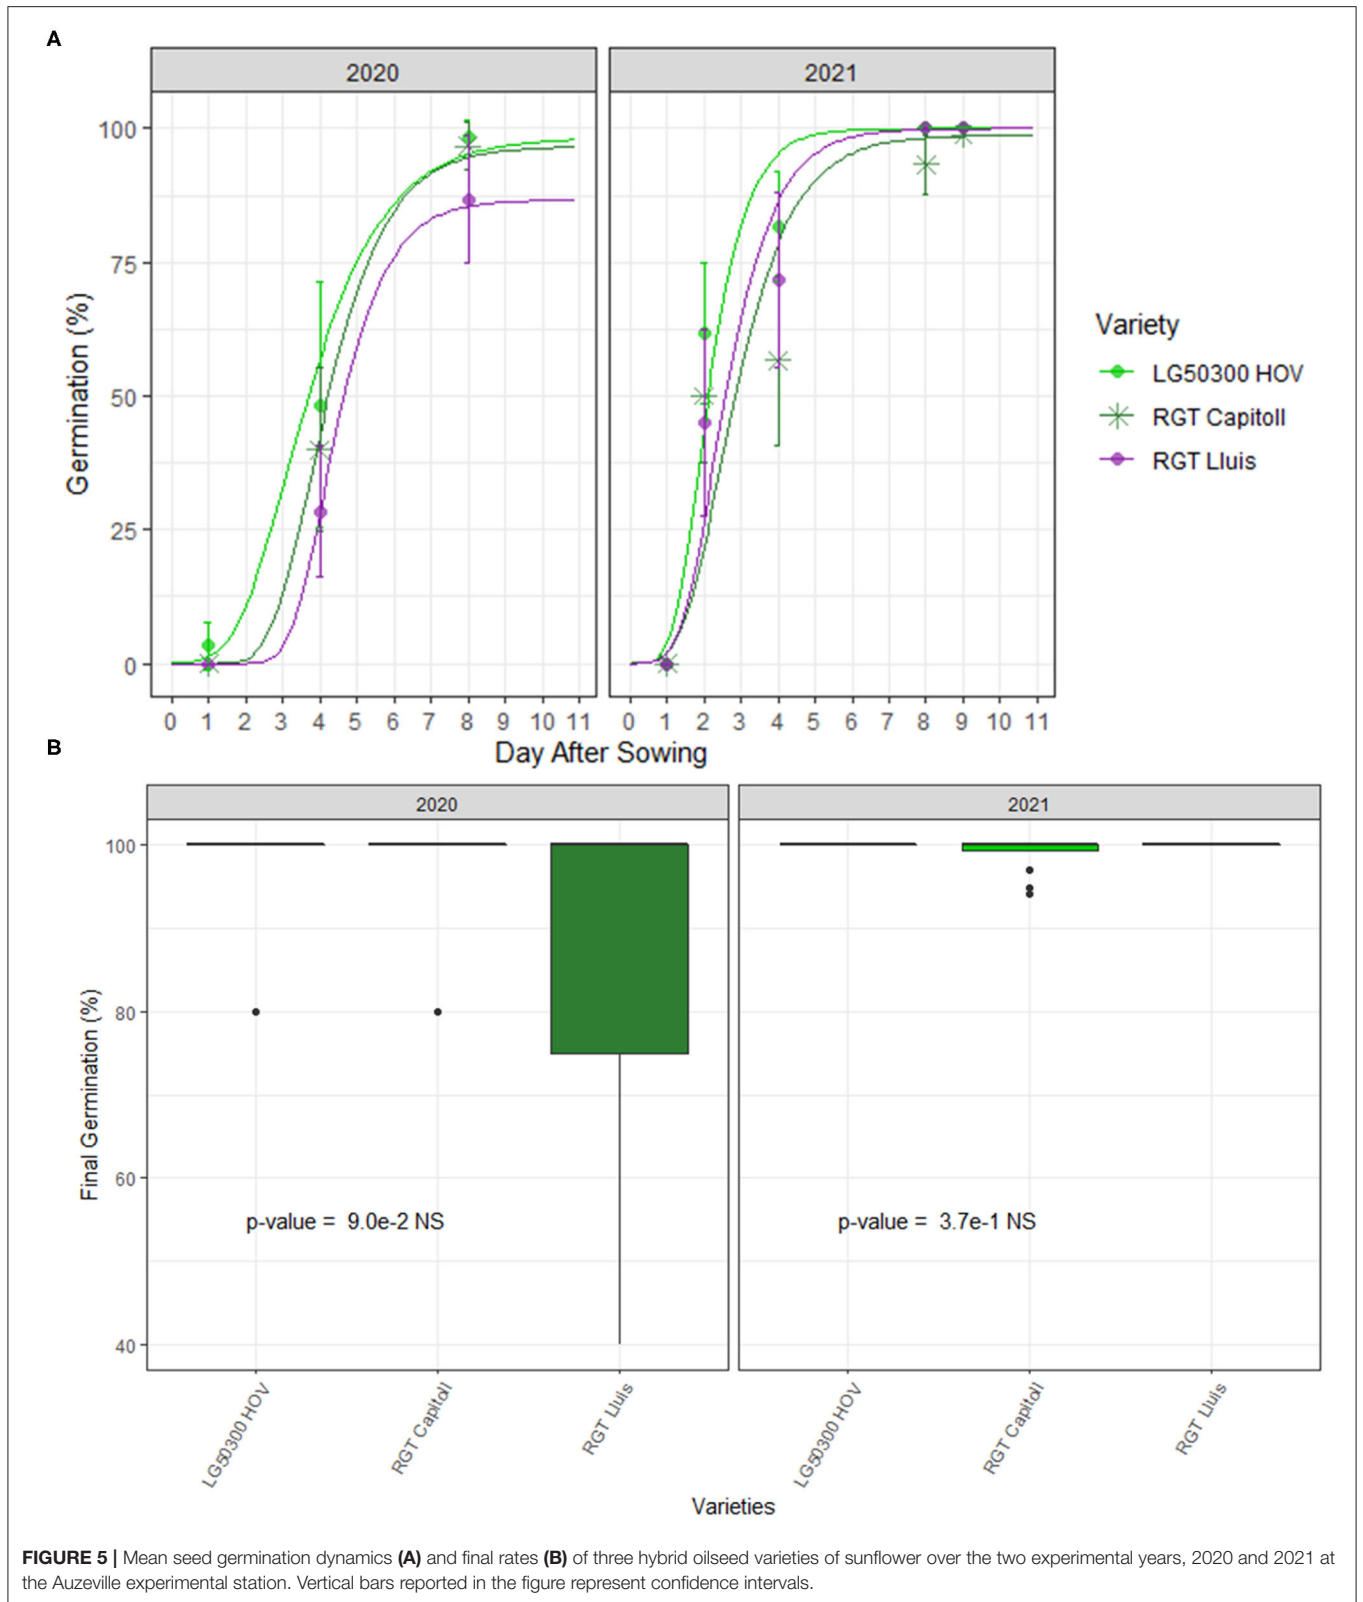 A
2020
2021
100
75
50
25
0
Germination (%)
0 1 2 3 4 5 6 7 8 9 10 11
0 1 2 3 4 5 6 7 8 9 10 11
Day After Sowing
Variety
LG50300 HOV
RGT Capitoll
RGT Lluis
B
2020
2021
100
80
60
40
Final Germination (%)
p-value = 9.0e-2 NS
p-value = 3.7e-1 NS
LG50300 HOV
RGT Capitoll
RGT Lluis
LG50300 HOV
RGT Capitoll
RGT Lluis
Varieties
FIGURE 5 | Mean seed germination dynamics (A) and final rates (B) of three hybrid oilseed varieties of sunflower over the two experimental years, 2020 and 2021 at
the Auzeville experimental station. Vertical bars reported in the figure represent confidence intervals.